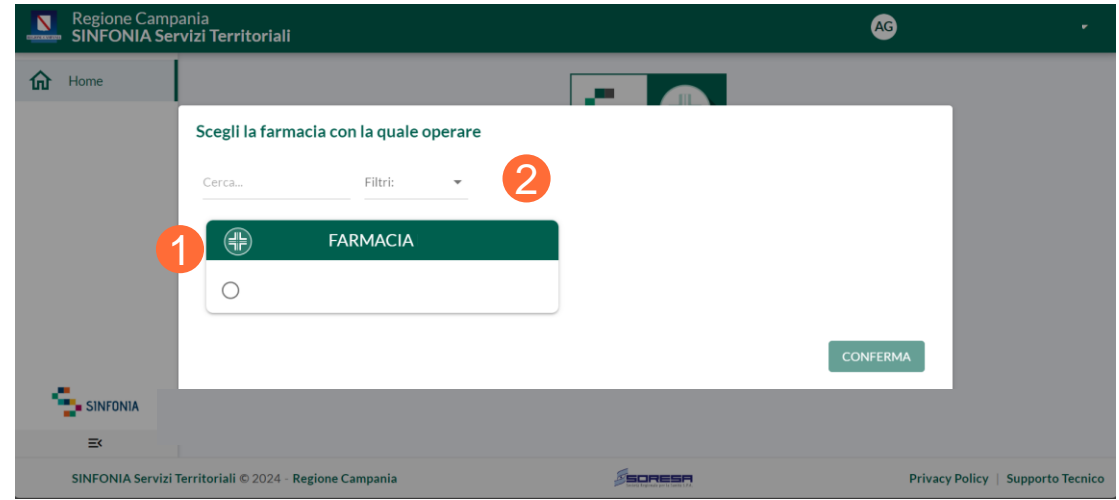 Regione Campania
SINFONIA Servizi Territoriali
AG
Home
Scegli la farmacia con la quale operare
Cerca...
Filtri:
2
1
FARMACIA
CONFERMA
SINFONIA
SINFONIA Servizi Territoriali © 2024 - Regione Campania
SORESA
Privacy Policy | Supporto Tecnico